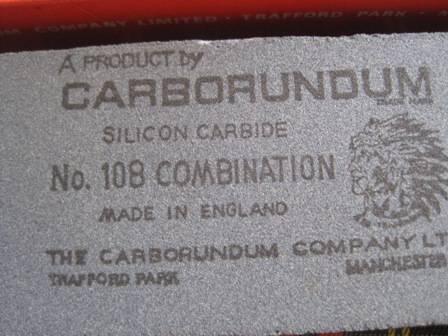 M COMPANY LIMITED · TRAFFORD PARK ·
A PRODUCT by
CARBORUNDUM
TRADE MARK
SILICON CARBIDE
No. 108 COMBINATION
MADE IN ENGLAND
THE CARBORUNDUM COMPANY LT
TRAFFORD PARK MANCHESTER